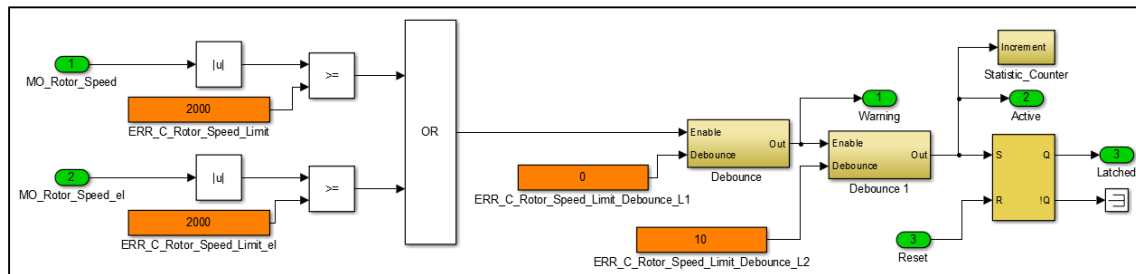 1
MO_Rotor_Speed
|u|
>=
2000
ERR_C_Rotor_Speed_Limit
2
MO_Rotor_Speed_el
|u|
>=
2000
ERR_C_Rotor_Speed_Limit_el
OR
0
ERR_C_Rotor_Speed_Limit_Debounce_L1
Enable
Debounce
Out
Debounce
10
ERR_C_Rotor_Speed_Limit_Debounce_L2
1
Warning
Enable
Debounce
Out
Debounce 1
Increment
Statistic_Counter
2
Active
S
R
Q
!Q
3
Latched
3
Reset